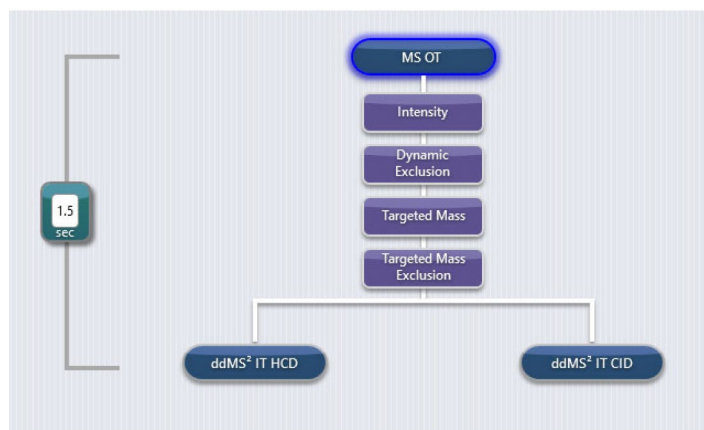 MS OT
Intensity
Dynamic
Exclusion
Targeted Mass
1.5
sec
Targeted Mass
Exclusion
ddMS² IT HCD
ddMS² IT CID